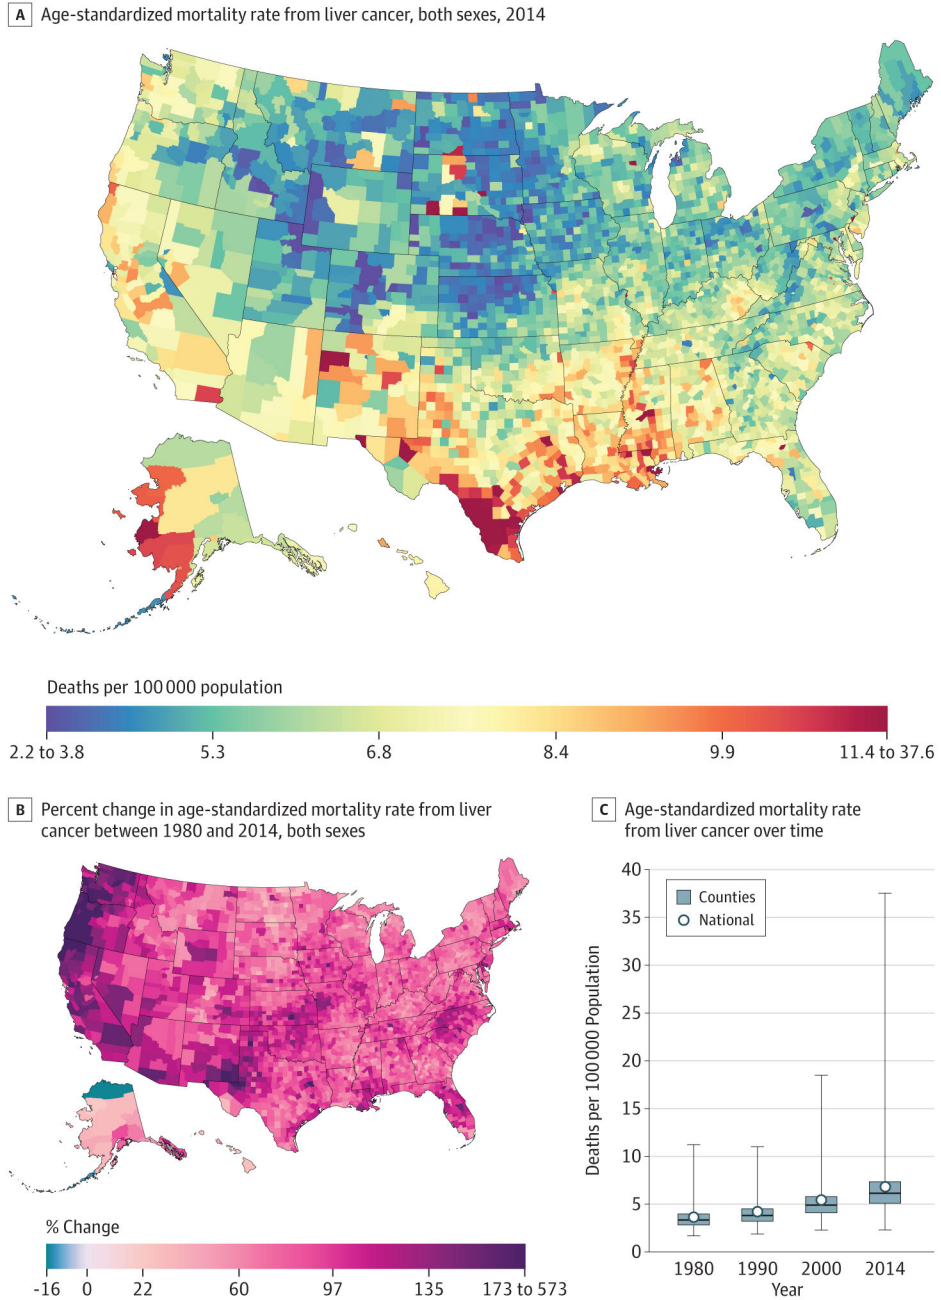 A Age-standardized mortality rate from liver cancer, both sexes, 2014
Deaths per 100 000 population
2.2 to 3.8 5.3 6.8 8.4 9.9 11.4 to 37.6
B Percent change in age-standardized mortality rate from liver
cancer between 1980 and 2014, both sexes
% Change
-16 0 22 60 97 135 173 to 573
C Age-standardized mortality rate
from liver cancer over time
Counties
National
Deaths per 100 000 Population
40
35
30
25
20
15
10
5
0
1980 1990 2000 2014
Year